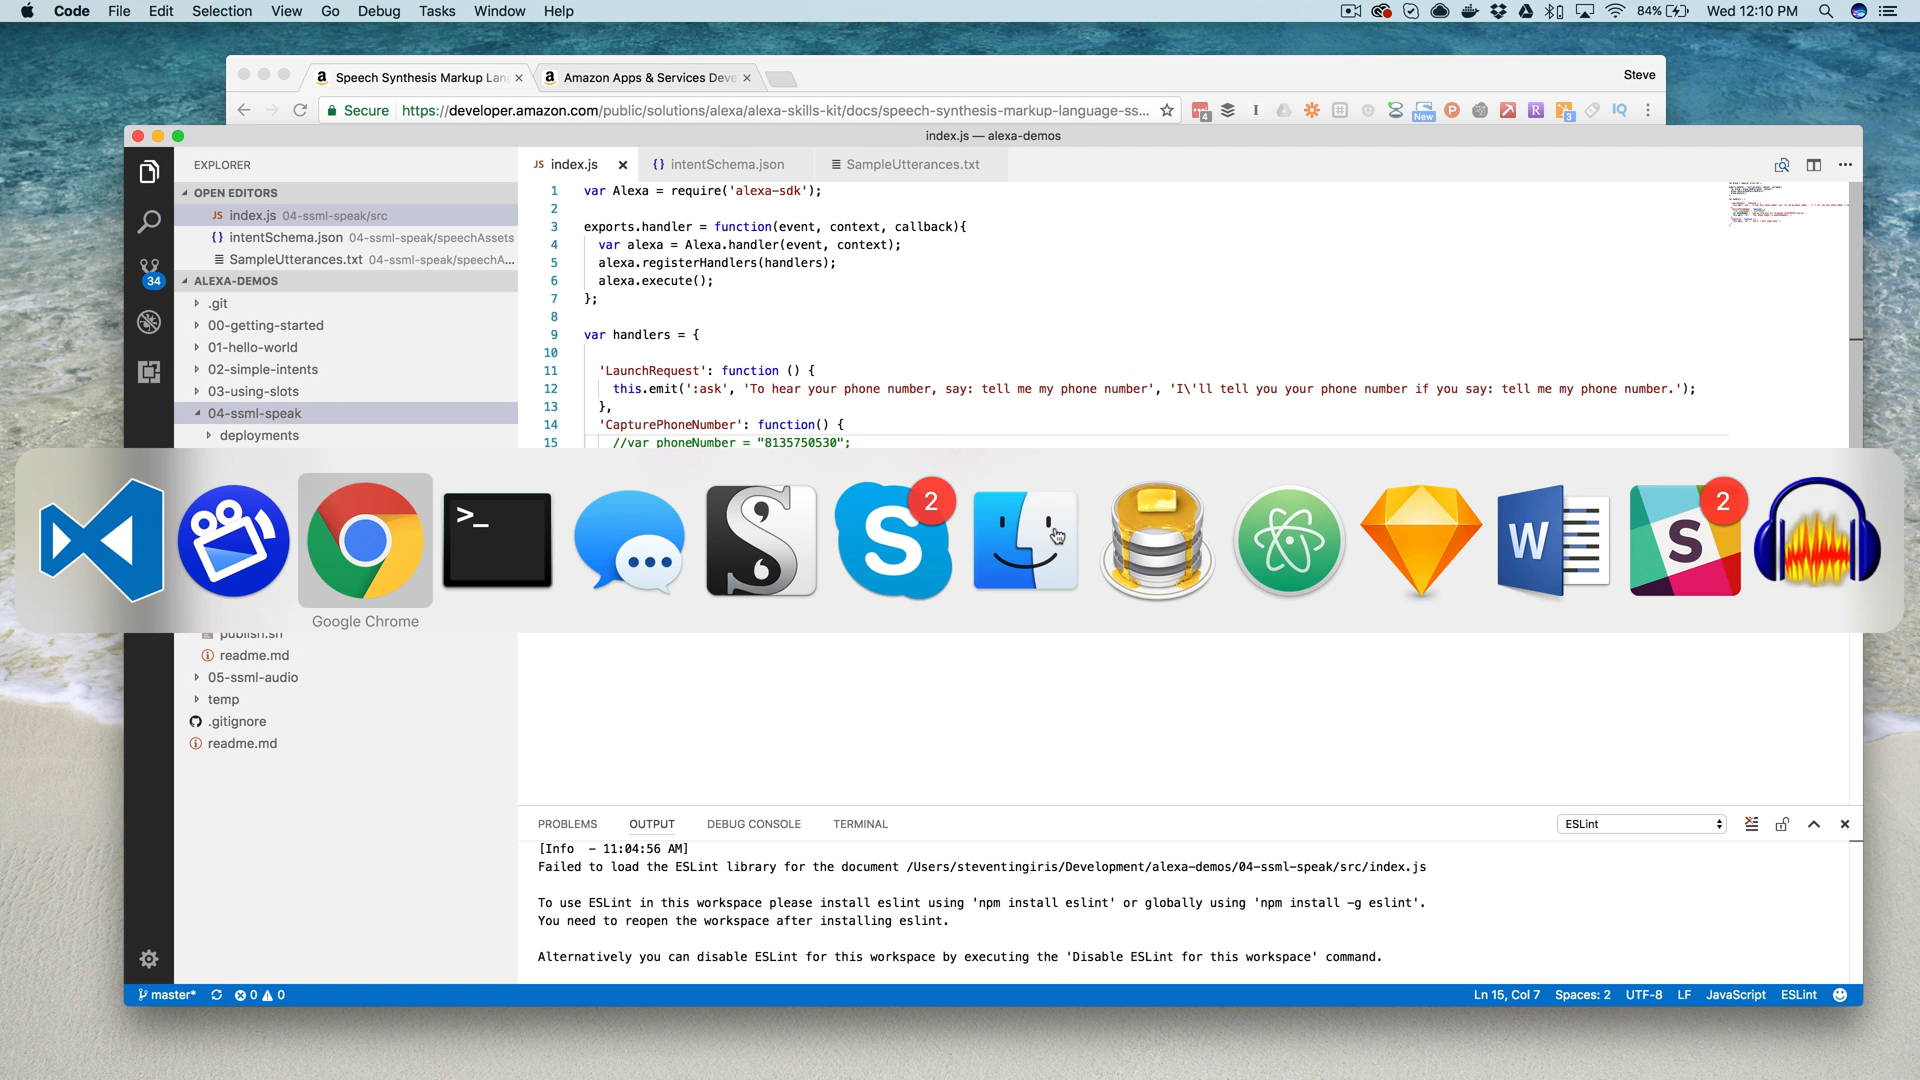 Code File Edit Selection View Go Debug Tasks Window Help 84% Wed 12:10 PM
Speech Synthesis Markup Lan Amazon Apps & Services Deve Steve
Secure https://developer.amazon.com/public/solutions/alexa/alexa-skills-kit/docs/speech-synthesis-markup-language-ss...
4 New 3 IQ
index.js — alexa-demos
EXPLORER
JS index.js {} intentSchema.json SampleUtterances.txt
OPEN EDITORS
JS index.js 04-ssml-speak/src
{} intentSchema.json 04-ssml-speak/speechAssets
SampleUtterances.txt 04-ssml-speak/speechA...
34
ALEXA-DEMOS
.git
00-getting-started
01-hello-world
02-simple-intents
03-using-slots
04-ssml-speak
deployments
1 var Alexa = require('alexa-sdk');
2
3 exports.handler = function(event, context, callback){
4 var alexa = Alexa.handler(event, context);
5 alexa.registerHandlers(handlers);
6 alexa.execute();
7 };
8
9 var handlers = {
10
11 'LaunchRequest': function () {
12 this.emit(':ask', 'To hear your phone number, say: tell me my phone number', 'I\'ll tell you your phone number if you say: tell me my phone number.');
13 },
14 'CapturePhoneNumber': function() {
15 //var phoneNumber = "8135750530";
>_ S S 2 W S 2
Google Chrome
publish.sh
readme.md
05-ssml-audio
temp
.gitignore
readme.md
PROBLEMS OUTPUT DEBUG CONSOLE TERMINAL ESLint
[Info - 11:04:56 AM]
Failed to load the ESLint library for the document /Users/steventingiris/Development/alexa-demos/04-ssml-speak/src/index.js
To use ESLint in this workspace please install eslint using 'npm install eslint' or globally using 'npm install -g eslint'.
You need to reopen the workspace after installing eslint.
Alternatively you can disable ESLint for this workspace by executing the 'Disable ESLint for this workspace' command.
master* 0 0 Ln 15, Col 7 Spaces: 2 UTF-8 LF JavaScript ESLint